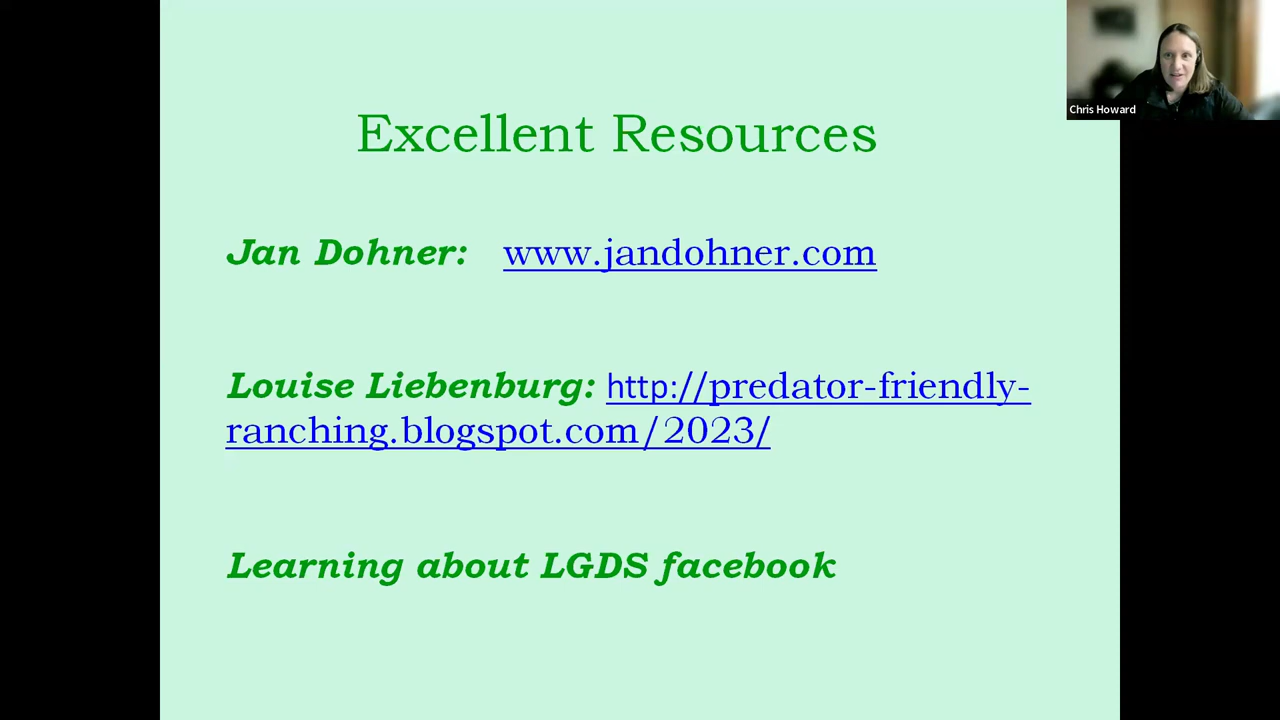 Excellent Resources
Jan Dohner: www.jandohner.com
Louise Liebenburg: http://predator-friendly-
ranching.blogspot.com/2023/
Learning about LGDS facebook
Chris Howard